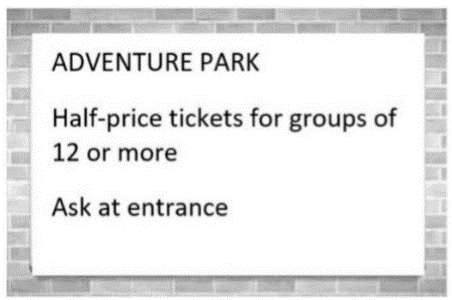 ADVENTURE PARK
Half-price tickets for groups of
12 or more
Ask at entrance